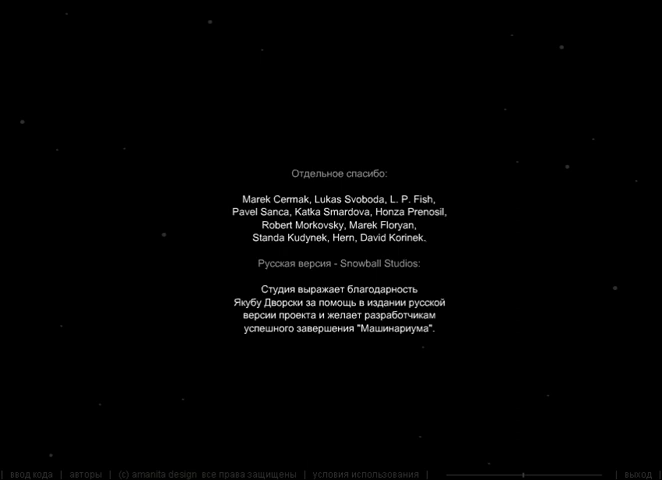 Отдельное спасибо:
Marek Cermak, Lukas Svoboda, L. P. Fish,
Pavel Sanca, Katka Smardova, Honza Prenosil,
Robert Morkovsky, Marek Floryan,
Standa Kudynek, Hern, David Korinek.
Русская версия - Snowball Studios:
Студия выражает благодарность
Якубу Дворски за помощь в издании русской
версии проекта и желает разработчикам
успешного завершения "Машинариума".
| ввод кода | авторы | (c) amanita design все права защищены | условия использования | | выход |